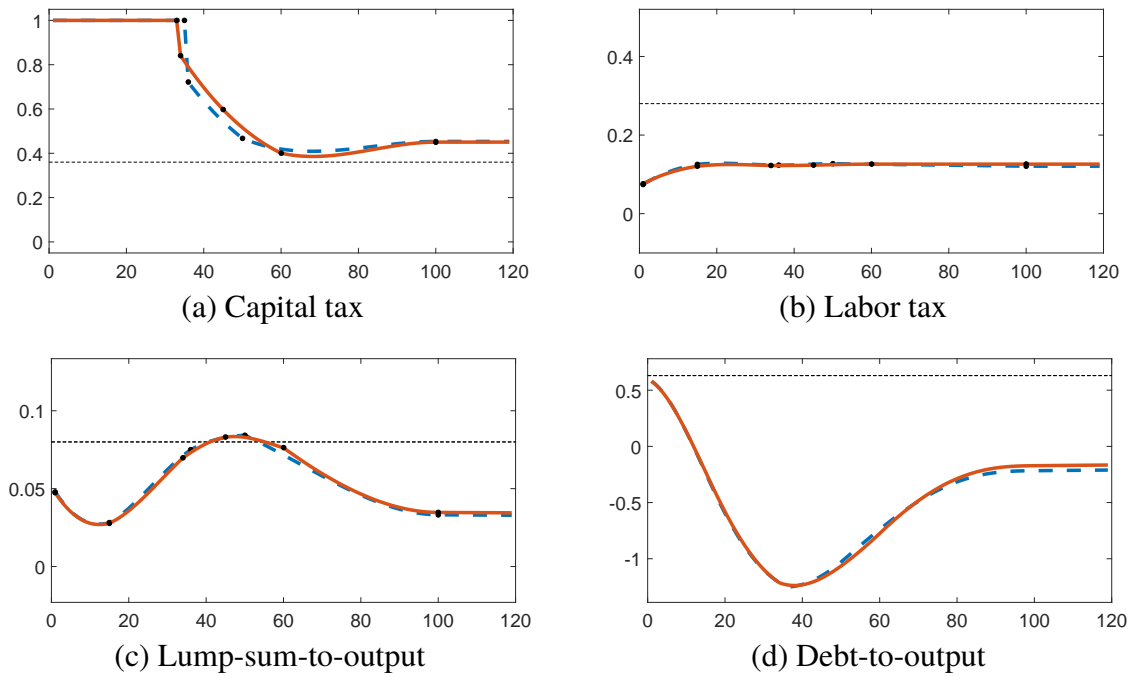 1
0.8
0.6
0.4
0.2
0
0 20 40 60 80 100 120
(a) Capital tax
0.4
0.2
0
0 20 40 60 80 100 120
(b) Labor tax
0.1
0.05
0
0 20 40 60 80 100 120
(c) Lump-sum-to-output
0.5
0
-0.5
-1
0 20 40 60 80 100 120
(d) Debt-to-output